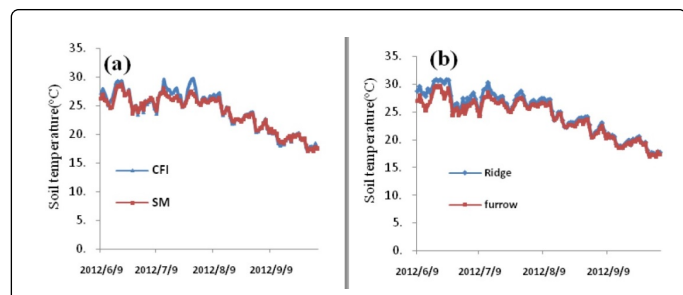 (a)
Soil temperature(°C)
35.
30.
25.
20.
15.
10.
5.
0.
CFI
SM
2012/6/9 2012/7/9 2012/8/9 2012/9/9
(b)
Soil temperature(°C)
35.
30.
25.
20.
15.
10.
5.
0.
Ridge
furrow
2012/6/9 2012/7/9 2012/8/9 2012/9/9